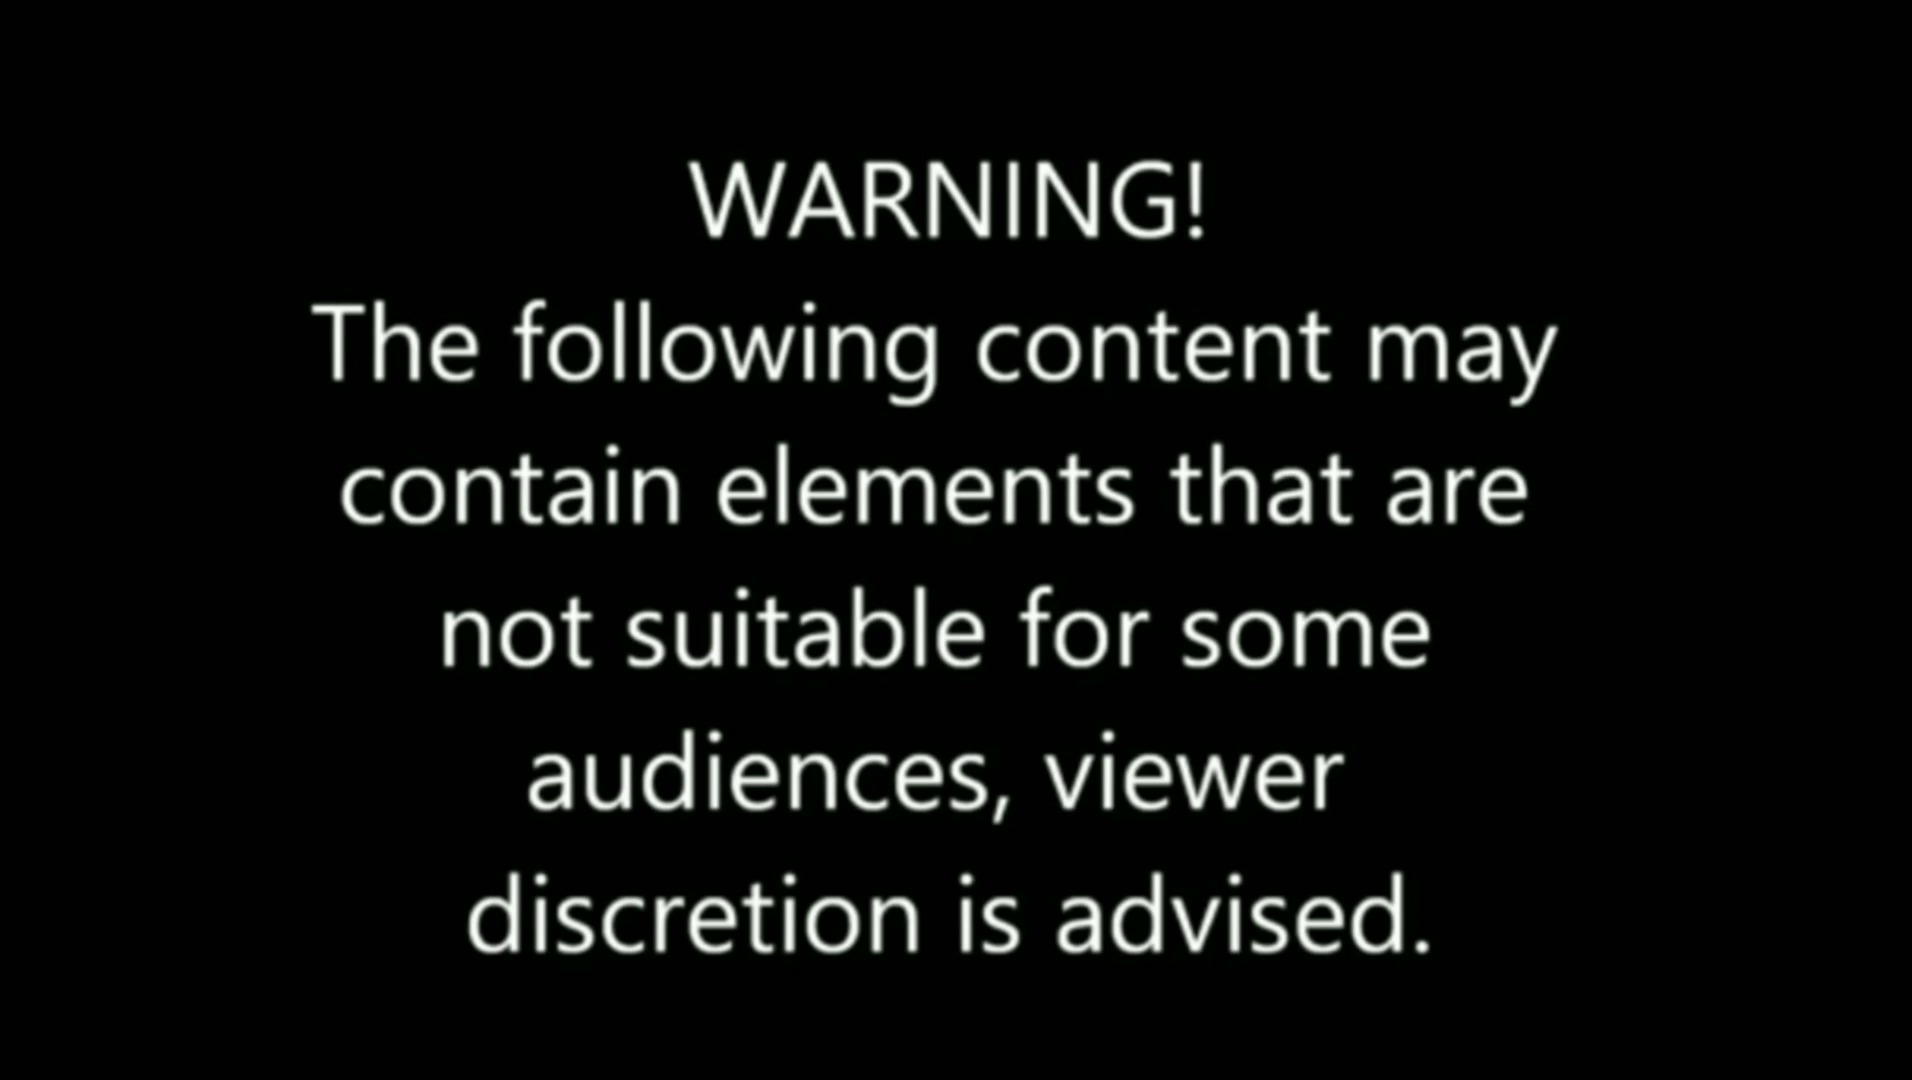 WARNING!
The following content may
contain elements that are
not suitable for some
audiences, viewer
discretion is advised.